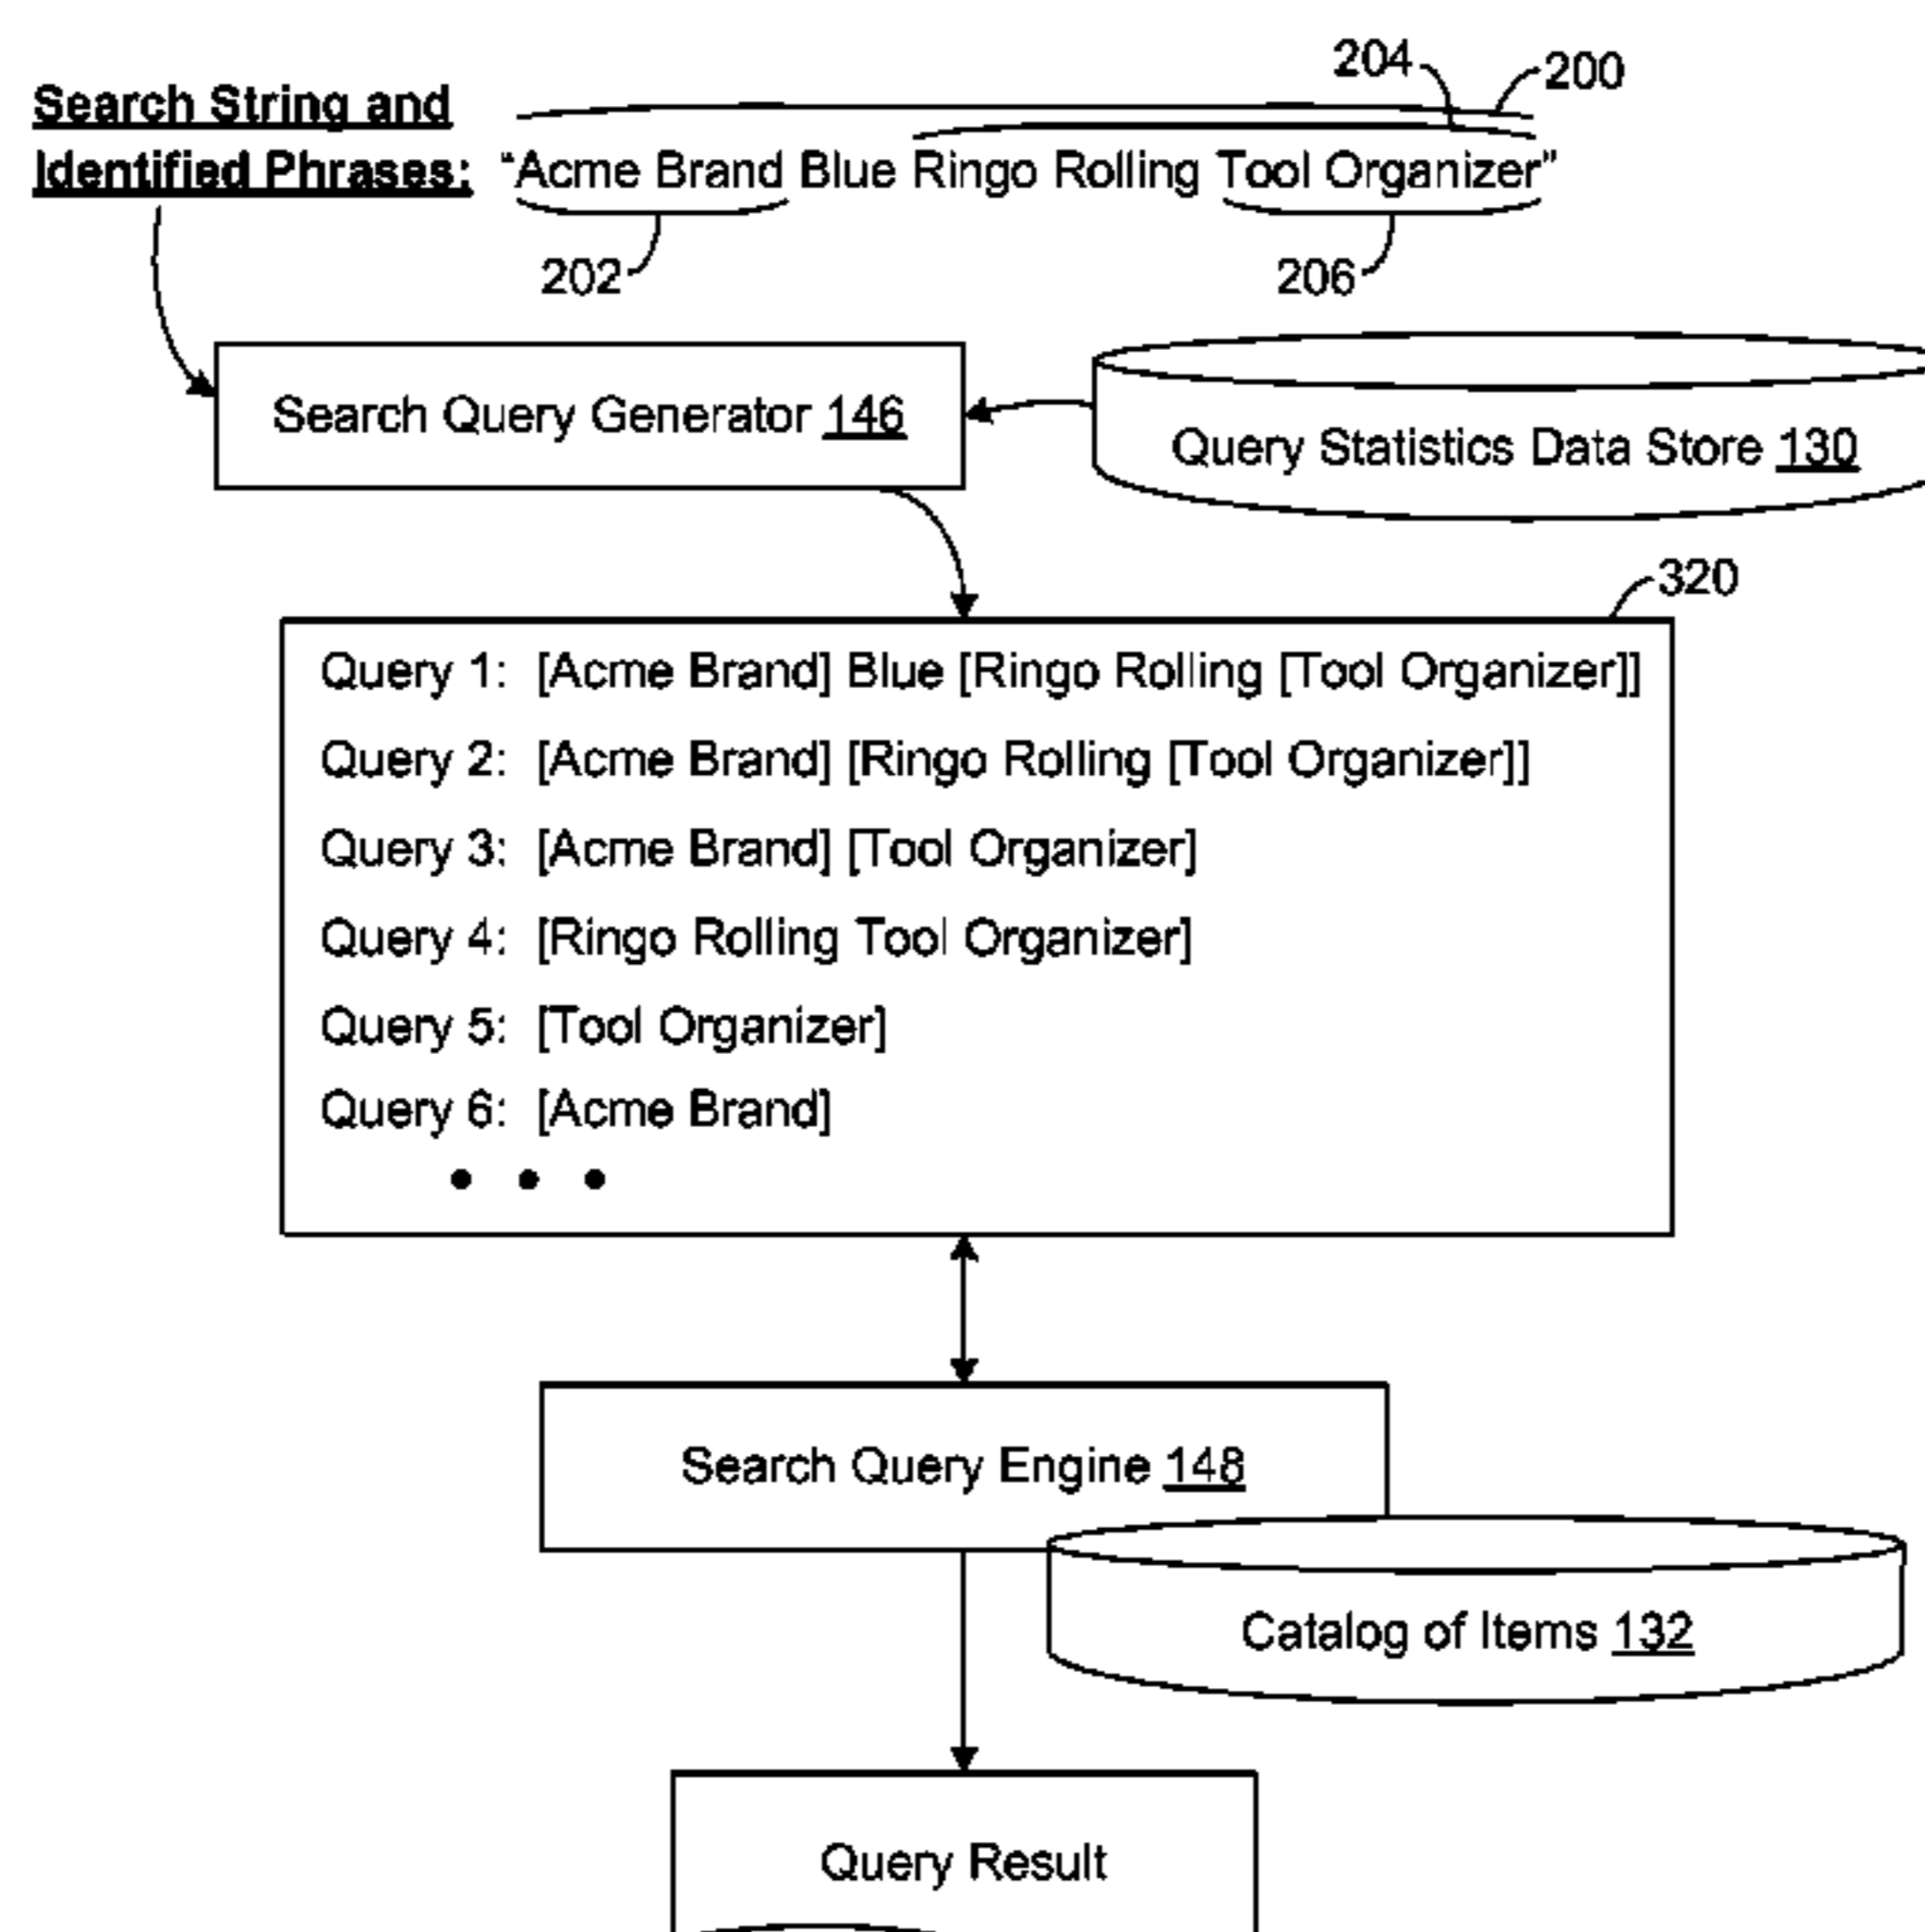 204
200
Search String and
Identified Phrases: “Acme Brand Blue Ringo Rolling Tool Organizer”
202
206
Search Query Generator 146
Query Statistics Data Store 130
320
Query 1: [Acme Brand] Blue [Ringo Rolling [Tool Organizer]]
Query 2: [Acme Brand] [Ringo Rolling [Tool Organizer]]
Query 3: [Acme Brand] [Tool Organizer]
Query 4: [Ringo Rolling Tool Organizer]
Query 5: [Tool Organizer]
Query 6: [Acme Brand]
• • •
Search Query Engine 148
Catalog of Items 132
Query Result